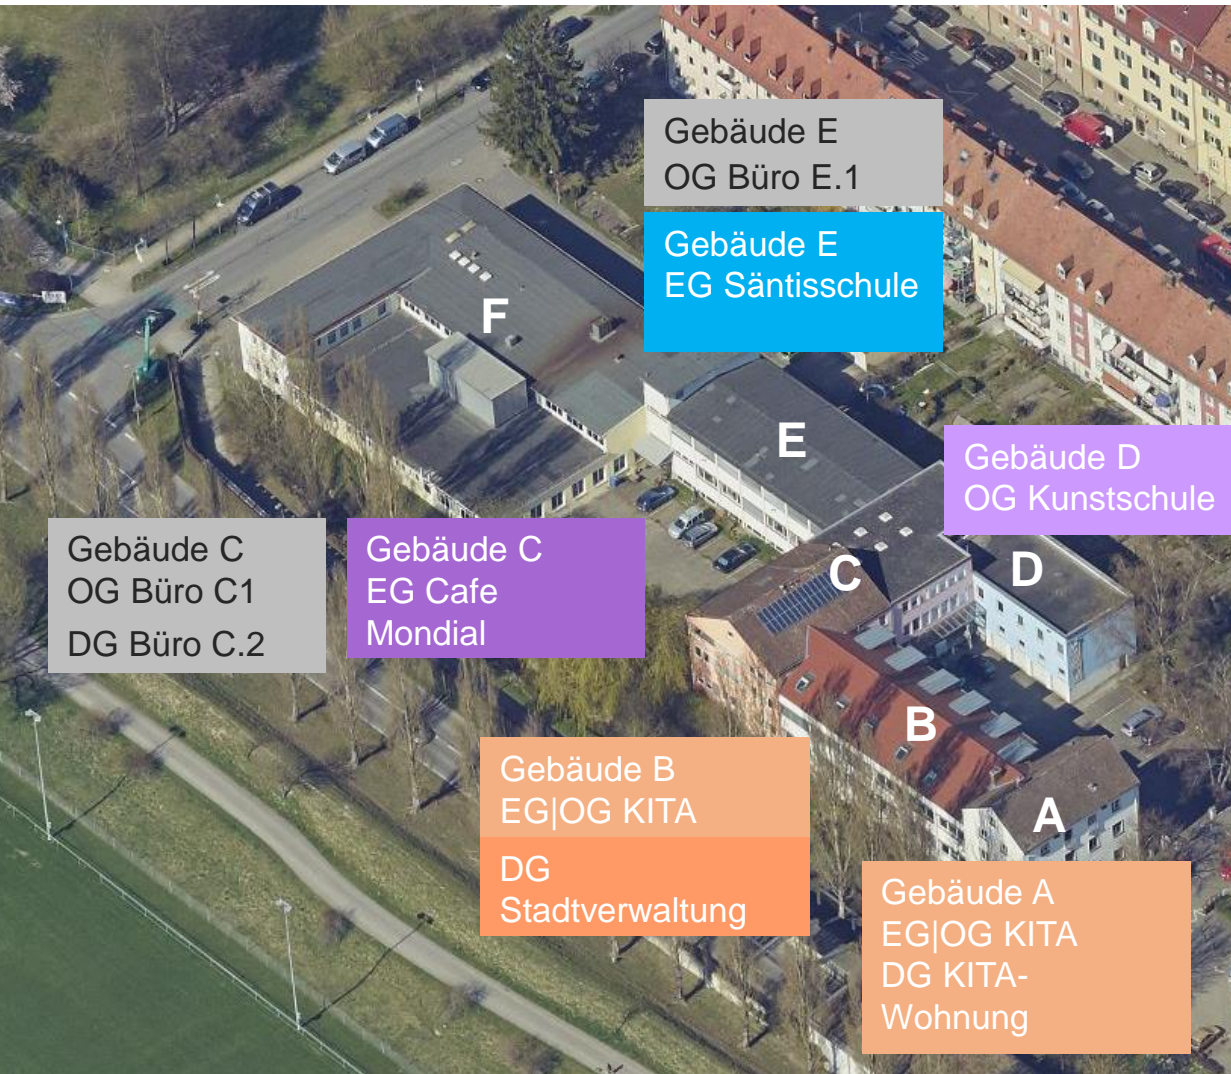 Gebäude E
OG Büro E.1
Gebäude E
EG Säntisschule
F
E
Gebäude D
OG Kunstschule
Gebäude C
OG Büro C1
DG Büro C.2
Gebäude C
EG Cafe
Mondial
C
D
B
Gebäude B
EG|OG KITA
DG
Stadtverwaltung
A
Gebäude A
EG|OG KITA
DG KITA-
Wohnung